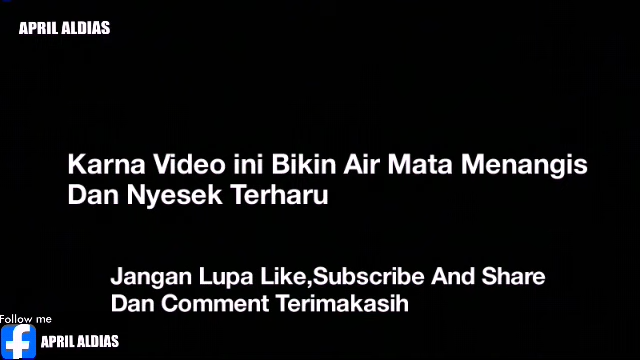 APRIL ALDIAS
Karna Video ini Bikin Air Mata Menangis
Dan Nyesek Terharu
Jangan Lupa Like,Subscribe And Share
Dan Comment Terimakasih
Follow me
APRIL ALDIAS